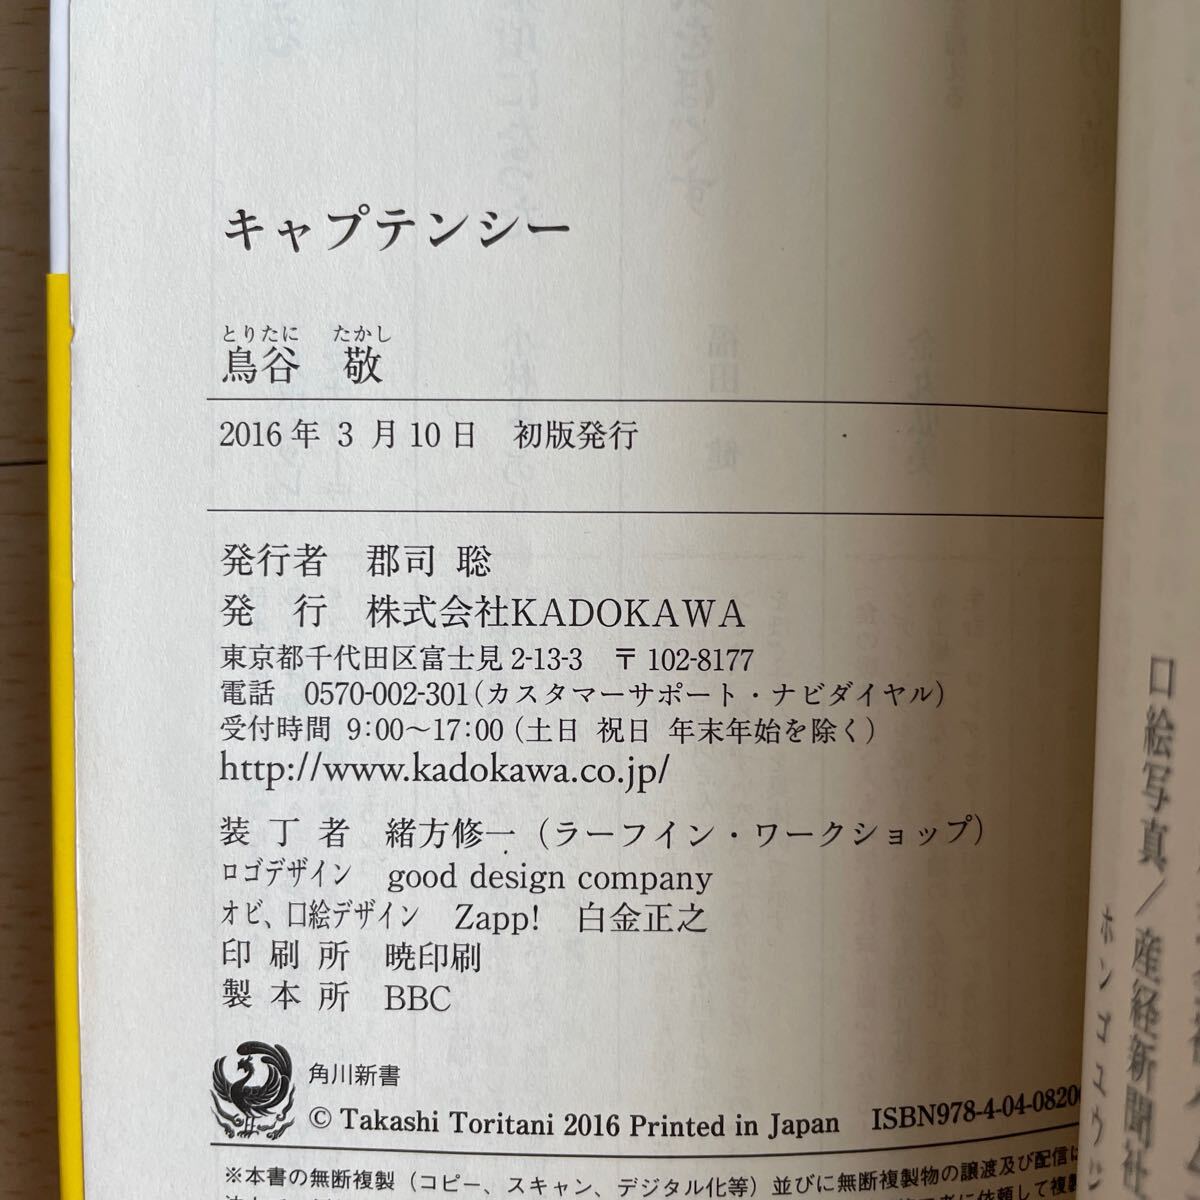 キャプテンシー
とりたに たかし
鳥谷 敬
2016年 3 月10日 初版発行
発行者 郡司 聡
発 行 株式会社KADOKAWA
東京都千代田区富士見 2-13-3 〒102-8177
電話 0570-002-301(カスタマーサポート・ナビダイヤル)
受付時間 9:00〜17:00(土日 祝日 年末年始を除く)
http://www.kadokawa.co.jp/
装 丁 者 緒方修一(ラーフイン・ワークショップ)
ロゴデザイン good design company
オビ、口絵デザイン Zapp! 白金正之
印 刷 所 暁印刷
製 本 所 BBC
角川新書
© Takashi Toritani 2016 Printed in Japan ISBN978-4-04-08200
※本書の無断複製(コピー、スキャン、デジタル化等)並びに無断複製物の譲渡及び配信は
口絵写真/産経新聞社